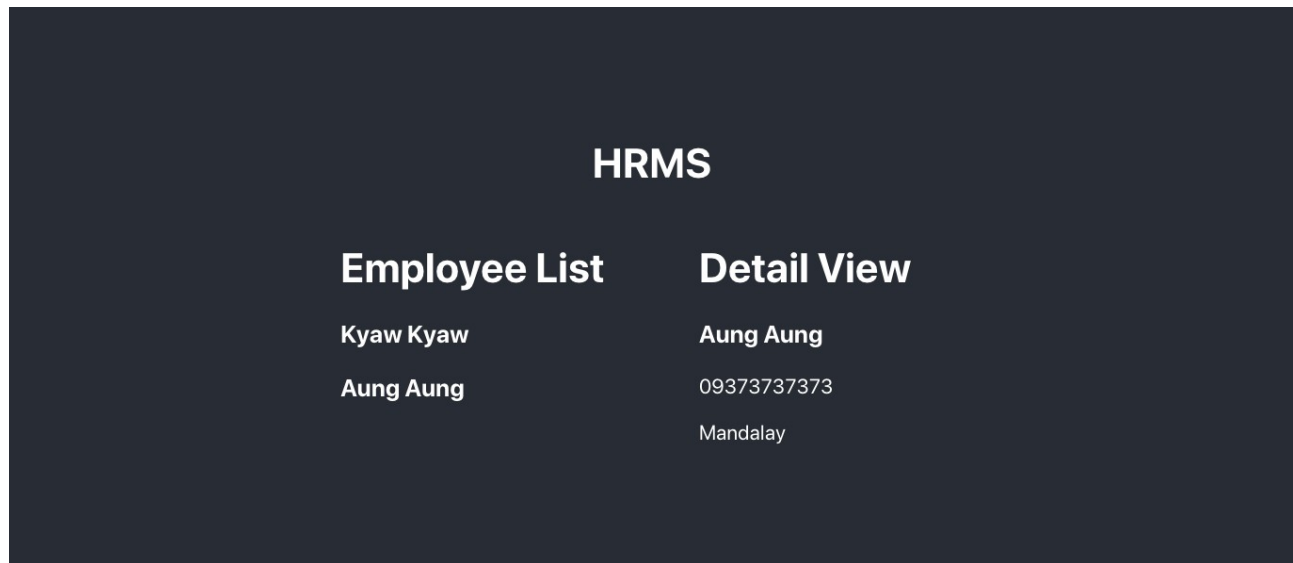 HRMS
Employee List
Kyaw Kyaw
Aung Aung
Detail View
Aung Aung
09373737373
Mandalay